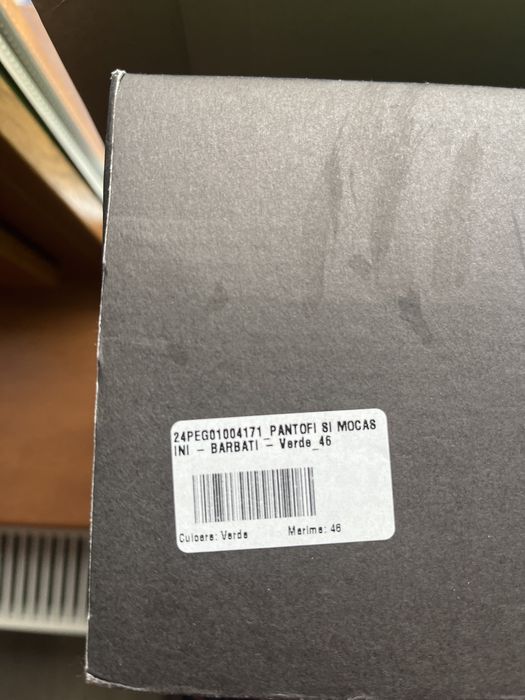 24PEG01004171_PANTOFI SI MOCAS
INI - BARBATI - Verde_46
Culoare: Verde Marime: 46